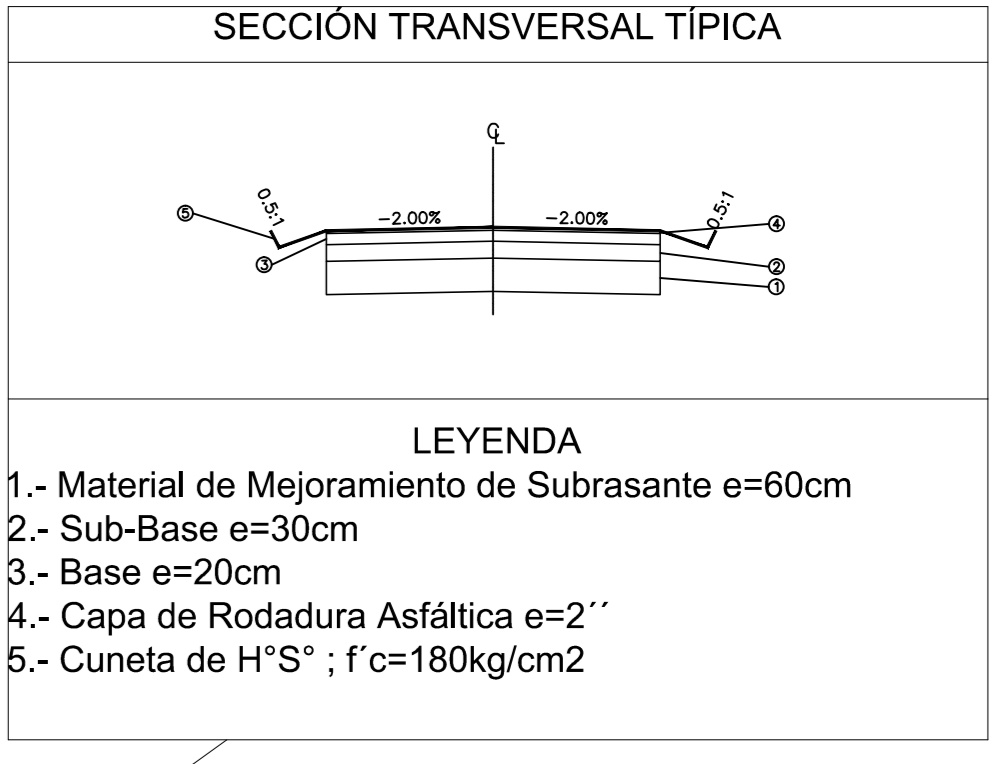 SECCIÓN TRANSVERSAL TÍPICA
CL
0.5:1
0.5:1
5
-2.00%
-2.00%
4
3
2
1
LEYENDA
1.- Material de Mejoramiento de Subrasante e=60cm
2.- Sub-Base e=30cm
3.- Base e=20cm
4.- Capa de Rodadura Asfáltica e=2´´
5.- Cuneta de H°S° ; f´c=180kg/cm2